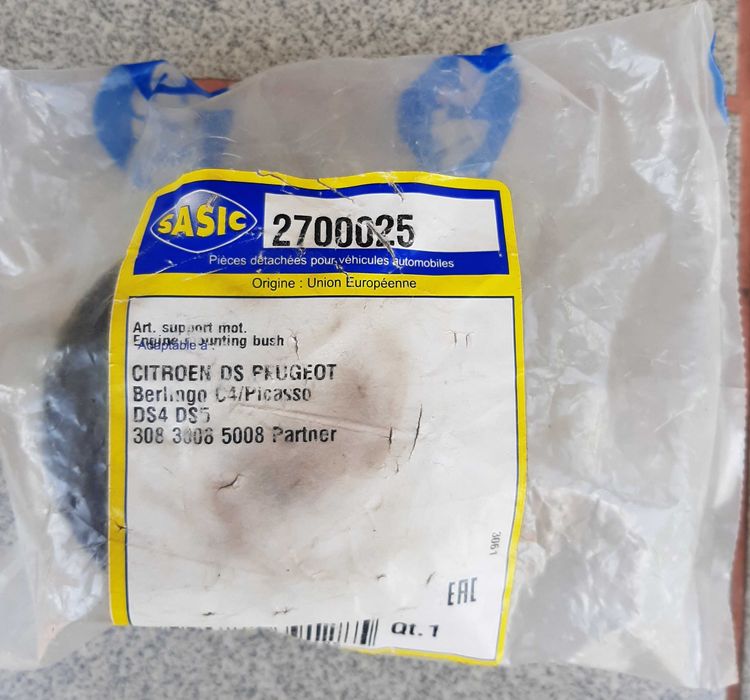 SASIC
2700025
Pièces détachées pour véhicules automobiles
Origine : Union Européenne
Art. support mot.
Engine mounting bush
Adaptable à :
CITROEN DS PEUGEOT
Berlingo C4/Picasso
DS4 DS5
308 3008 5008 Partner
3061
EAC
Qt. 1